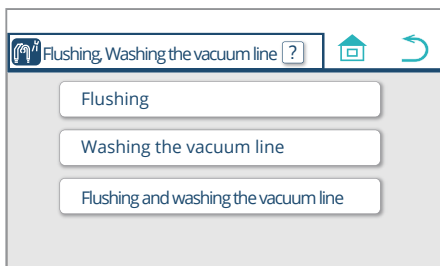 Flushing, Washing the vacuum line ?
Flushing
Washing the vacuum line
Flushing and washing the vacuum line